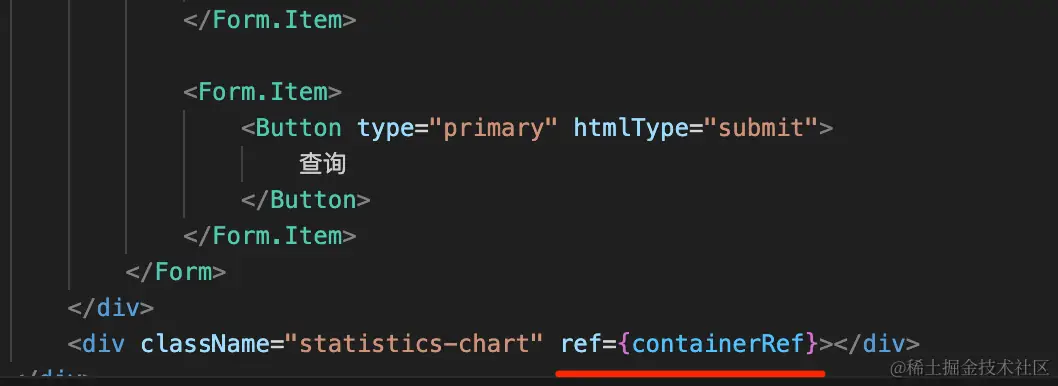 </Form.Item>
<Form.Item>
<Button type="primary" htmlType="submit">
查询
</Button>
</Form.Item>
</Form>
</div>
<div className="statistics-chart" ref={containerRef}></div>
</div>
@稀土掘金技术社区